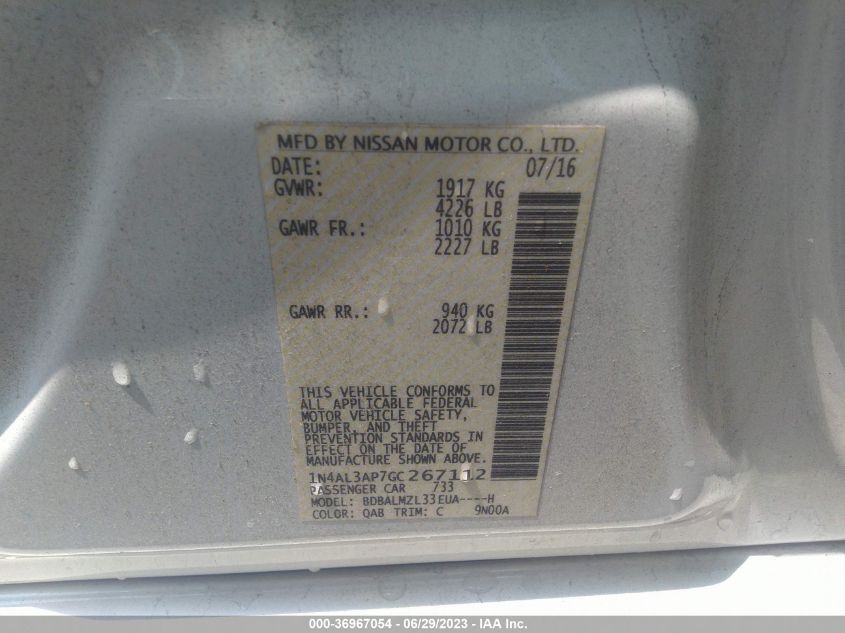 MFD BY NISSAN MOTOR CO., LTD.
DATE: 07/16
GVWR: 1917 KG
4226 LB
GAWR FR.: 1010 KG
2227 LB
GAWR RR.: 940 KG
2072 LB
THIS VEHICLE CONFORMS TO
ALL APPLICABLE FEDERAL
MOTOR VEHICLE SAFETY,
BUMPER, AND THEFT
PREVENTION STANDARDS IN
EFFECT ON THE DATE OF
MANUFACTURE SHOWN ABOVE.
1N4AL3AP7GC267112
PASSENGER CAR 733
MODEL: BDBALMZL33EUA----H
COLOR: QAB TRIM: C 9N00A
000-36967054 - 06/29/2023 - IAA Inc.